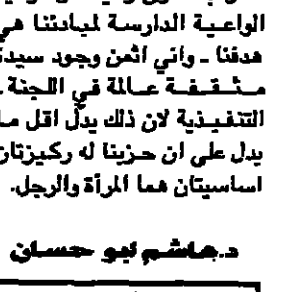 الواعية الدارسة لمبادئنا هي
هدفنا - واني اثمن وجود سيدة
مثقفة عالمة في اللجنة
التنفيذية لان ذلك يدل اقل ما
يدل على ان حزبنا له ركيزتان
اساسيتان هما المرأة والرجل.
د.هاشم ابو حسان